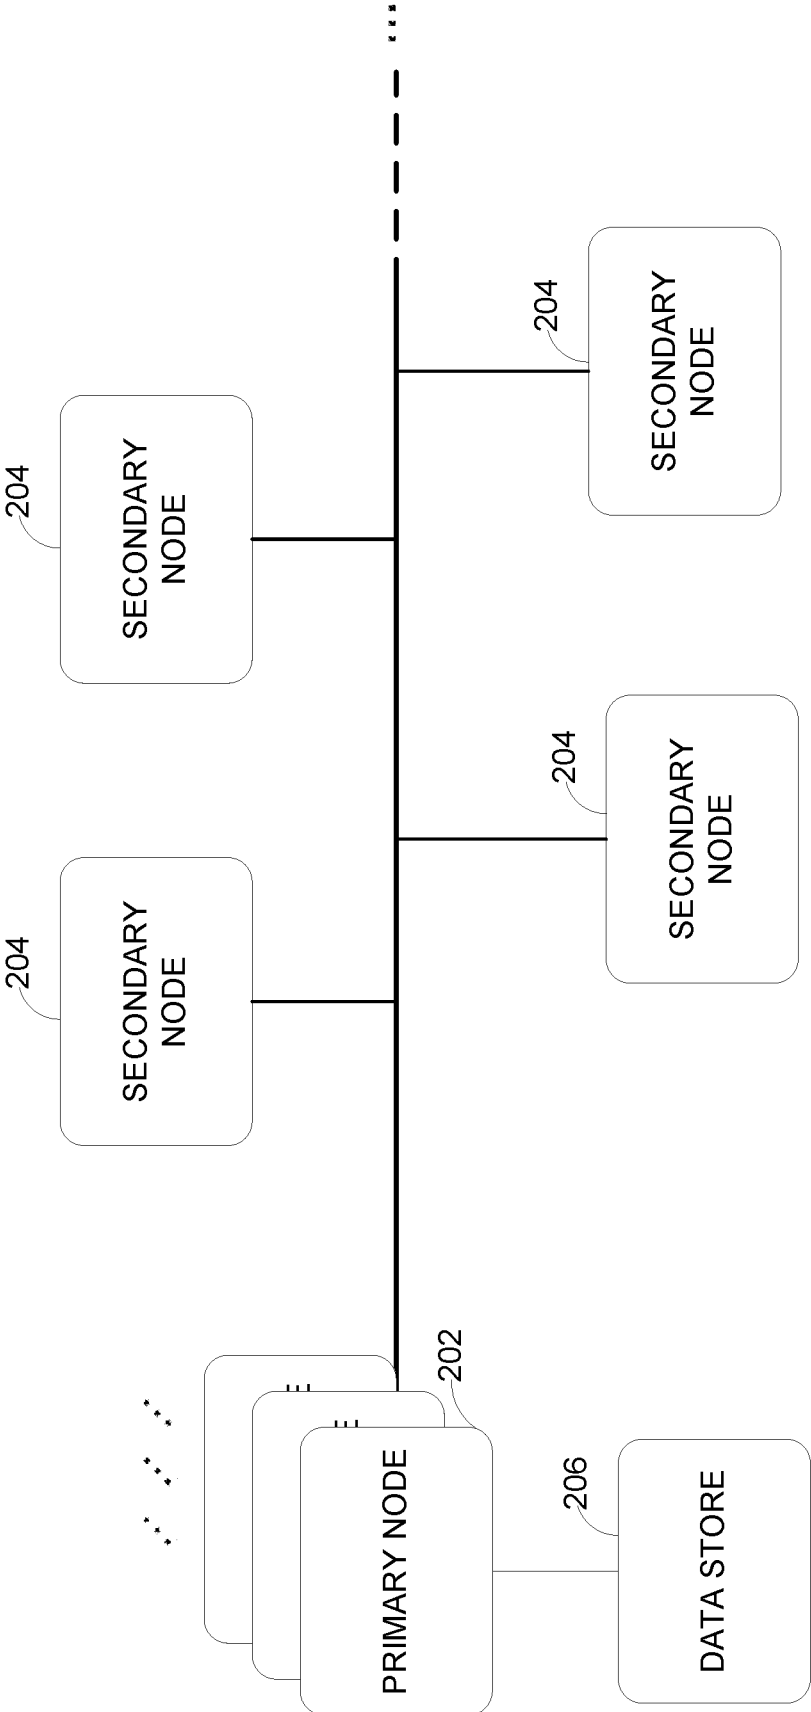 204
SECONDARY
NODE
204
SECONDARY
NODE
202
PRIMARY NODE
E
E
206
DATA STORE
204
SECONDARY
NODE
204
SECONDARY
NODE